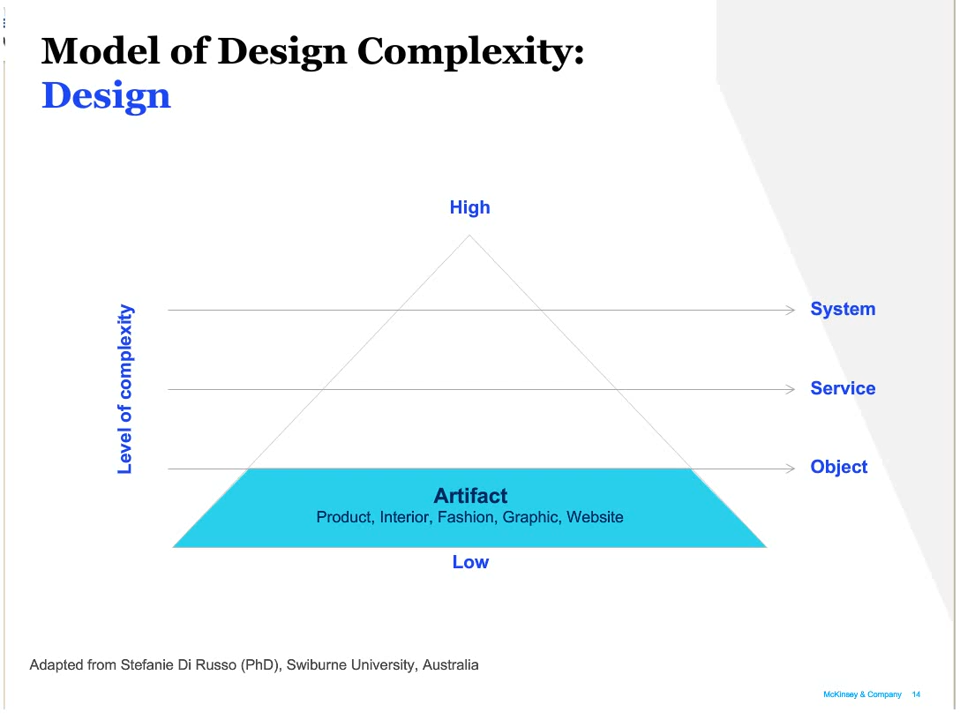 Model of Design Complexity:
Design
High
Level of complexity
System
Service
Object
Artifact
Product, Interior, Fashion, Graphic, Website
Low
Adapted from Stefanie Di Russo (PhD), Swiburne University, Australia
McKinsey & Company 14